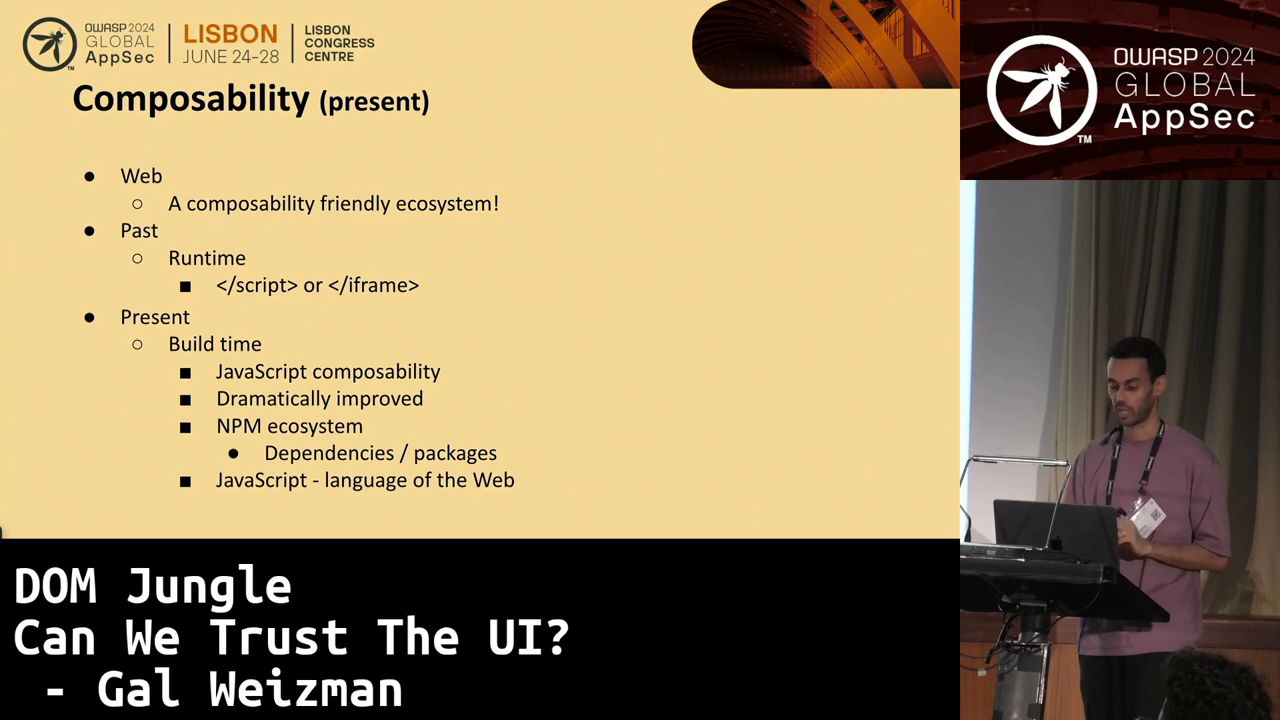 OWASP 2024
GLOBAL
AppSec
LISBON
JUNE 24-28
LISBON
CONGRESS
CENTRE
TM
Composability (present)
● Web
○ A composability friendly ecosystem!
● Past
○ Runtime
■ </script> or </iframe>
● Present
○ Build time
■ JavaScript composability
■ Dramatically improved
■ NPM ecosystem
● Dependencies / packages
■ JavaScript - language of the Web
DOM Jungle
Can We Trust The UI?
- Gal Weizman
OWASP 2024
GLOBAL
AppSec
TM